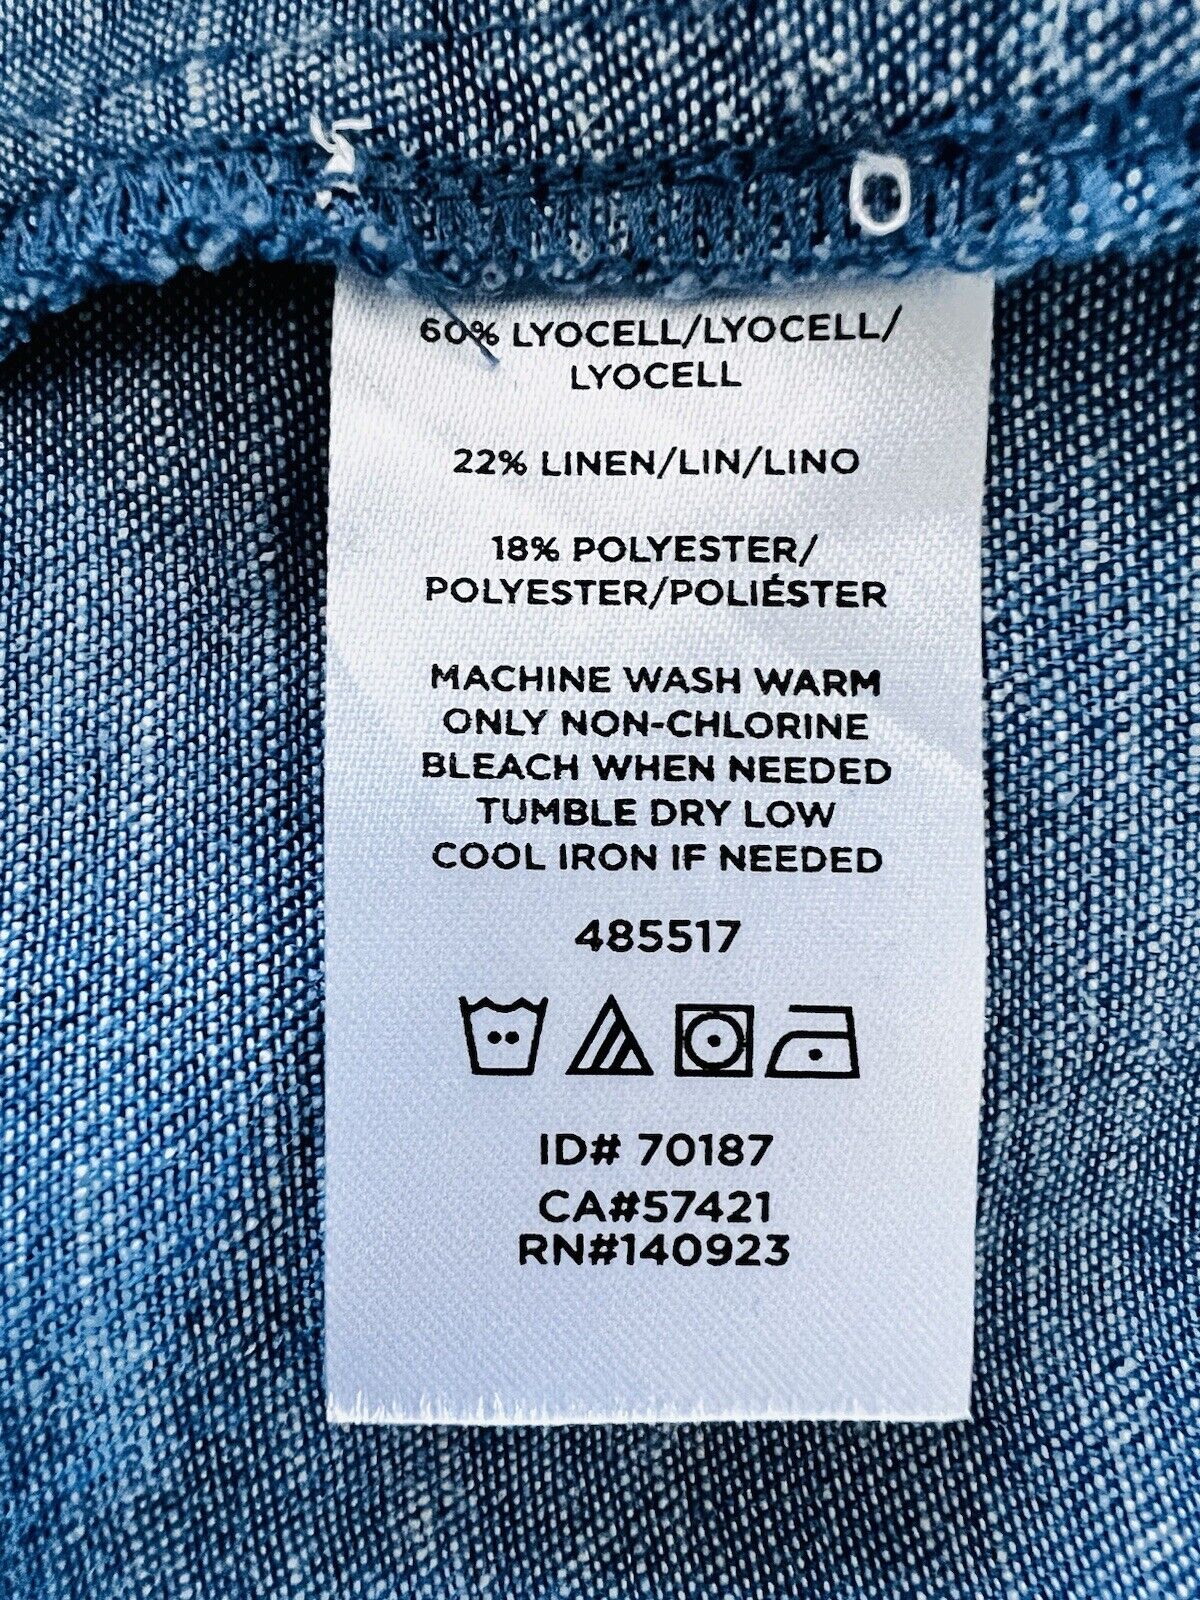 60% LYOCELL/LYOCELL/
LYOCELL
22% LINEN/LIN/LINO
18% POLYESTER/
POLYESTER/POLIÉSTER
MACHINE WASH WARM
ONLY NON-CHLORINE
BLEACH WHEN NEEDED
TUMBLE DRY LOW
COOL IRON IF NEEDED
485517
ID# 70187
CA#57421
RN#140923